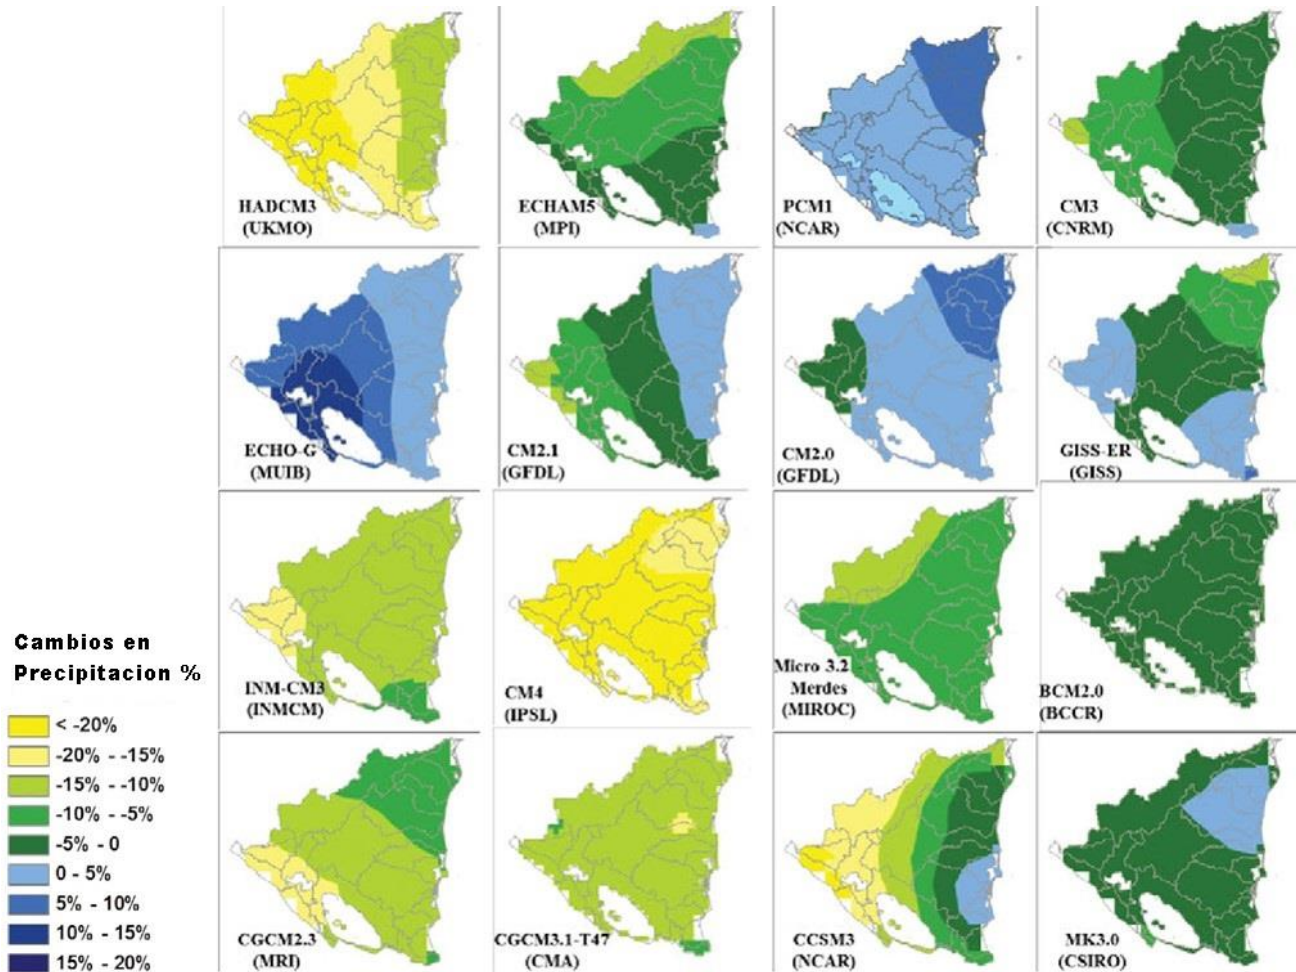 HADCM3
(UKMO)
ECHAM5
(MPI)
PCM1
(NCAR)
CM3
(CNRM)
ECHO-G
(MUIB)
CM2.1
(GFDL)
CM2.0
(GFDL)
GISS-ER
(GISS)
INM-CM3
(INMCM)
CM4
(IPSL)
Micro 3.2 -
Merdes
(MIROC)
BCM2.0
(BCCR)
CGCM2.3
(MRI)
CGCM3.1-T47
(CMA)
CCSM3
(NCAR)
MK3.0
(CSIRO)
Cambios en
Precipitacion %
< -20%
-20% - -15%
-15% - -10%
-10% - -5%
-5% - 0
0 - 5%
5% - 10%
10% - 15%
15% - 20%